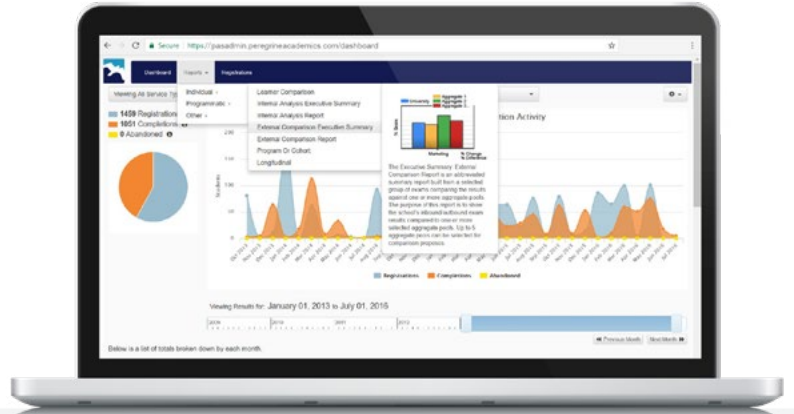 Secure https://pasadmin.peregrineacademics.com/dashboard
Dashboard Reports Registrations
Viewing All Service
Individual
Programmatic
Other
Learner Comparison
Internal Analysis Executive Summary
Internal Analysis Report
External Comparison Executive Summary
External Comparison Report
Program Or Cohort
Longitudinal
1459 Registrations
1051 Completions
0 Abandoned
University
Aggregate 1
Aggregate 2
Aggregate 3
% Score
Marketing
% Change
% Difference
The Executive Summary: External
Comparison Report is an abbreviated
summary report built from a selected
group of exams comparing the results
against one or more aggregate pools.
The purpose of this report is to show
the school's inbound/outbound exam
results compared to one or more
selected aggregate pools. Up to 5
aggregate pools can be selected for
comparison purposes.
Activity
Registrations Completions Abandoned
Viewing Results for: January 01, 2013 to July 01, 2016
Below is a list of totals broken down by each month.
Previous Month Next Month